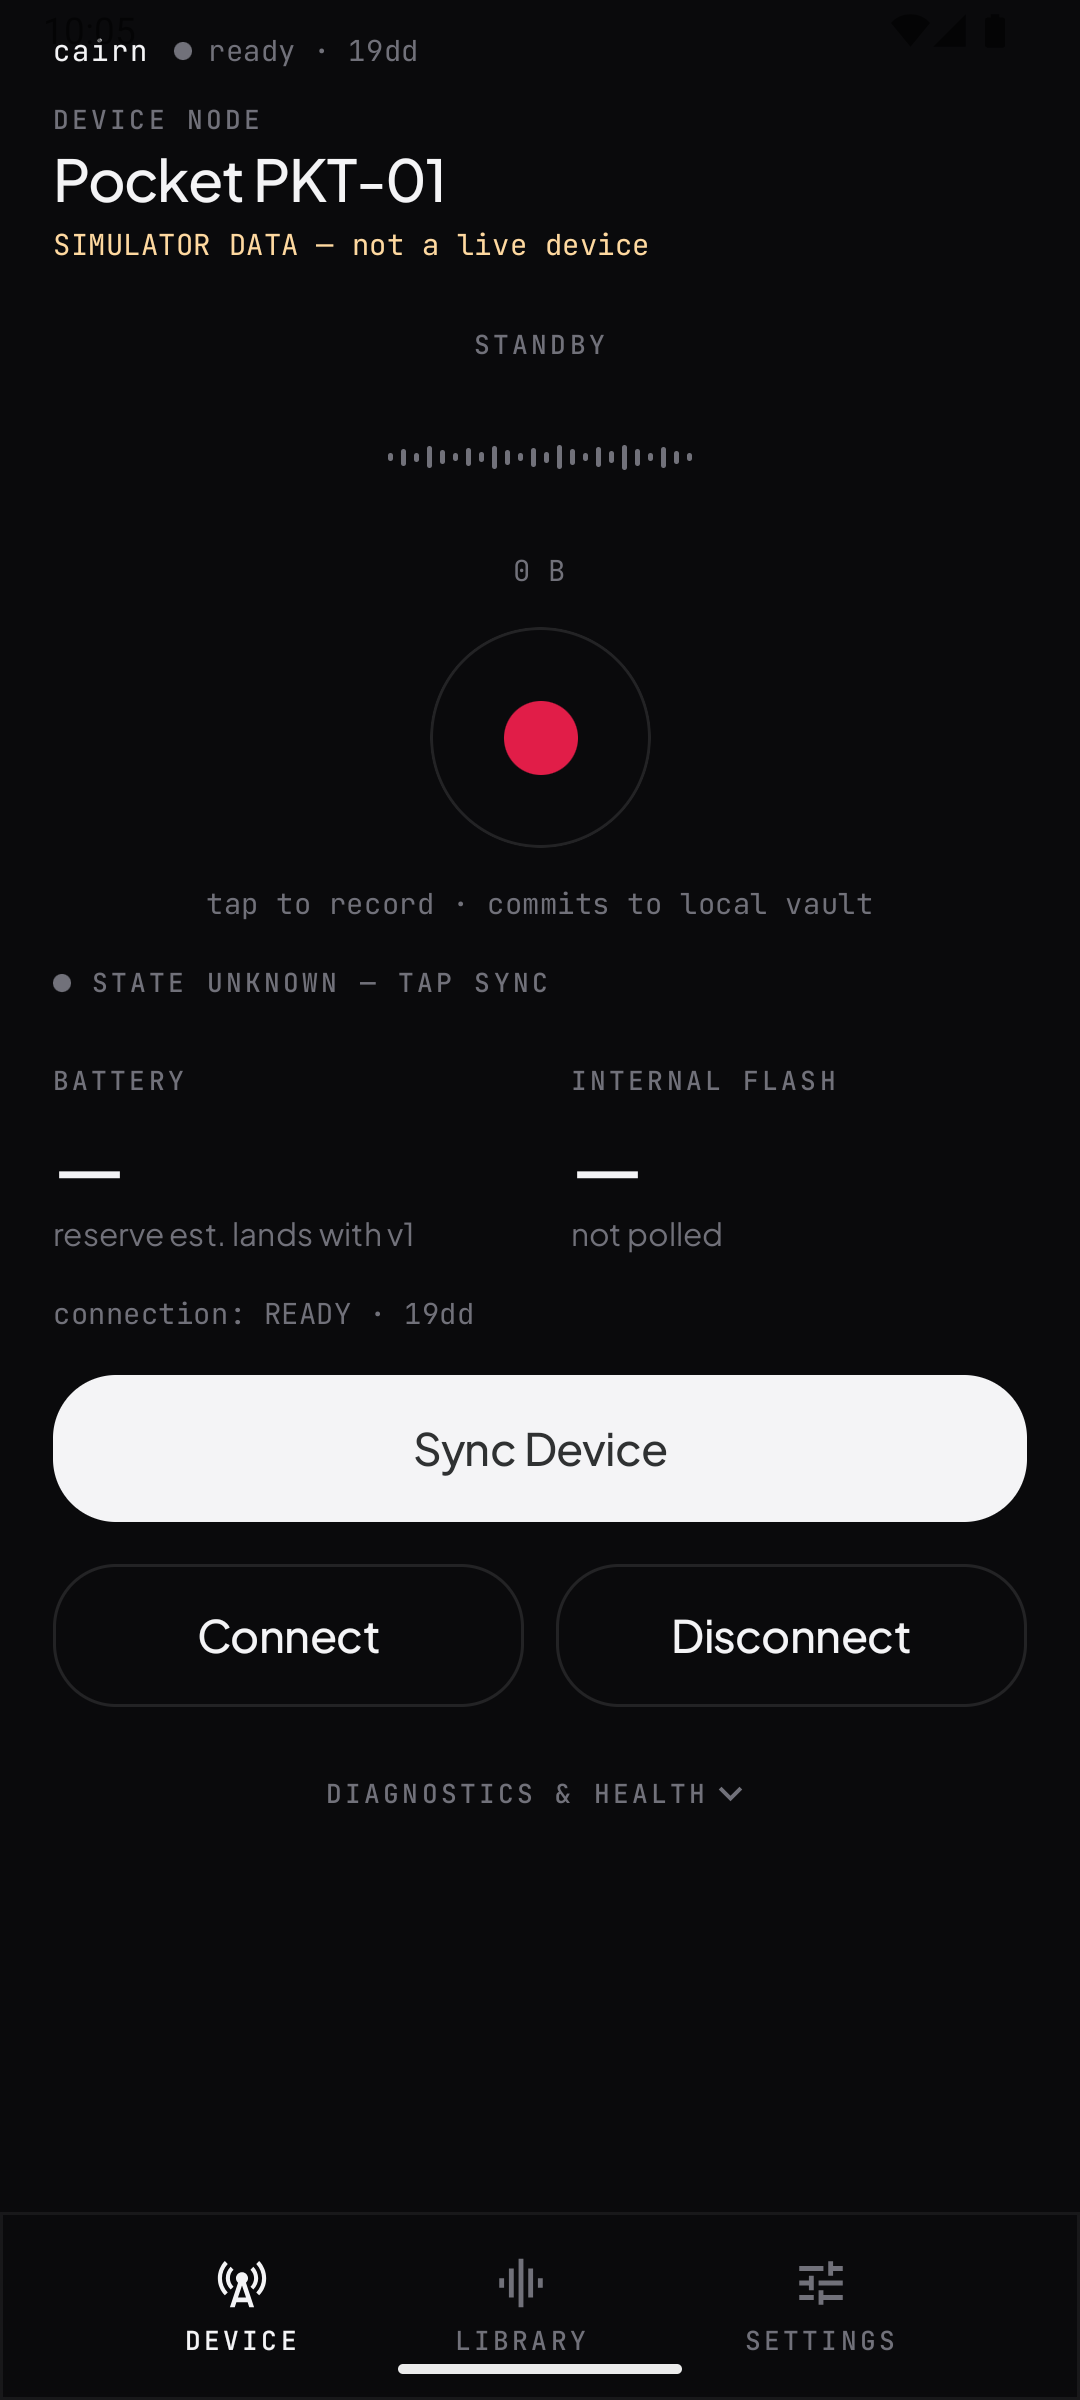 10:05
cairn ready · 19dd
DEVICE NODE
Pocket PKT-01
SIMULATOR DATA — not a live device
STANDBY
0 B
tap to record · commits to local vault
STATE UNKNOWN — TAP SYNC
BATTERY INTERNAL FLASH
— —
reserve est. lands with v1 not polled
connection: READY · 19dd
Sync Device
Connect Disconnect
DIAGNOSTICS & HEALTH
DEVICE LIBRARY SETTINGS